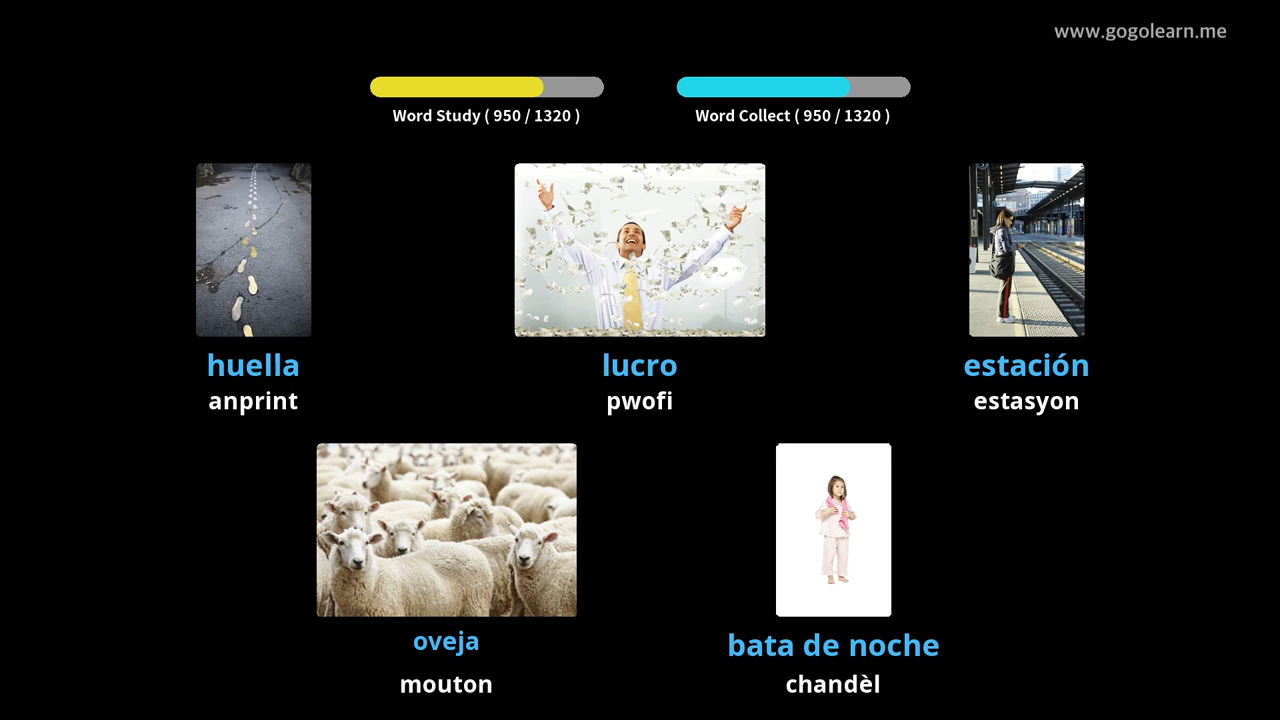 www.gogolearn.me
Word Study ( 950 / 1320 )
Word Collect ( 950 / 1320 )
huella
anprint
lucro
pwofi
estación
estasyon
oveja
mouton
bata de noche
chandèl